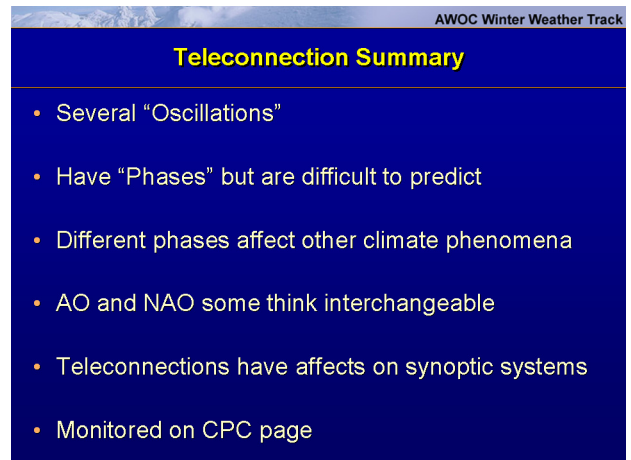 AWOC Winter Weather Track
Teleconnection Summary
• Several “Oscillations”
• Have “Phases” but are difficult to predict
• Different phases affect other climate phenomena
• AO and NAO some think interchangeable
• Teleconnections have affects on synoptic systems
• Monitored on CPC page